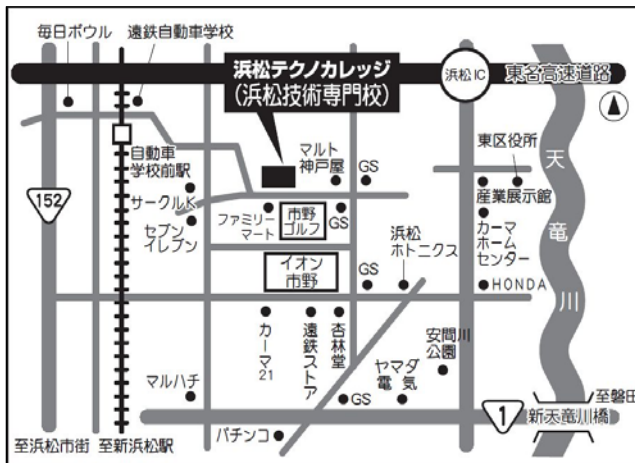 毎日ボウル
遠鉄自動車学校
浜松テクノカレッジ
(浜松技術専門校)
浜松IC
東名高速道路
自動車
学校前駅
マルト
神戸屋
GS
東区役所
天竜川
152
サークルK
セブン
イレブン
ファミリー
マート
市野
ゴルフ
GS
産業展示館
カーマ
ホーム
センター
浜松
ホトニクス
イオン
市野
GS
HONDA
カーマ
21
遠鉄ストア
杏林堂
安間川
公園
マルハチ
ヤマダ
電気
GS
パチンコ
1
至磐田
新天竜川橋
至浜松市街
至新浜松駅